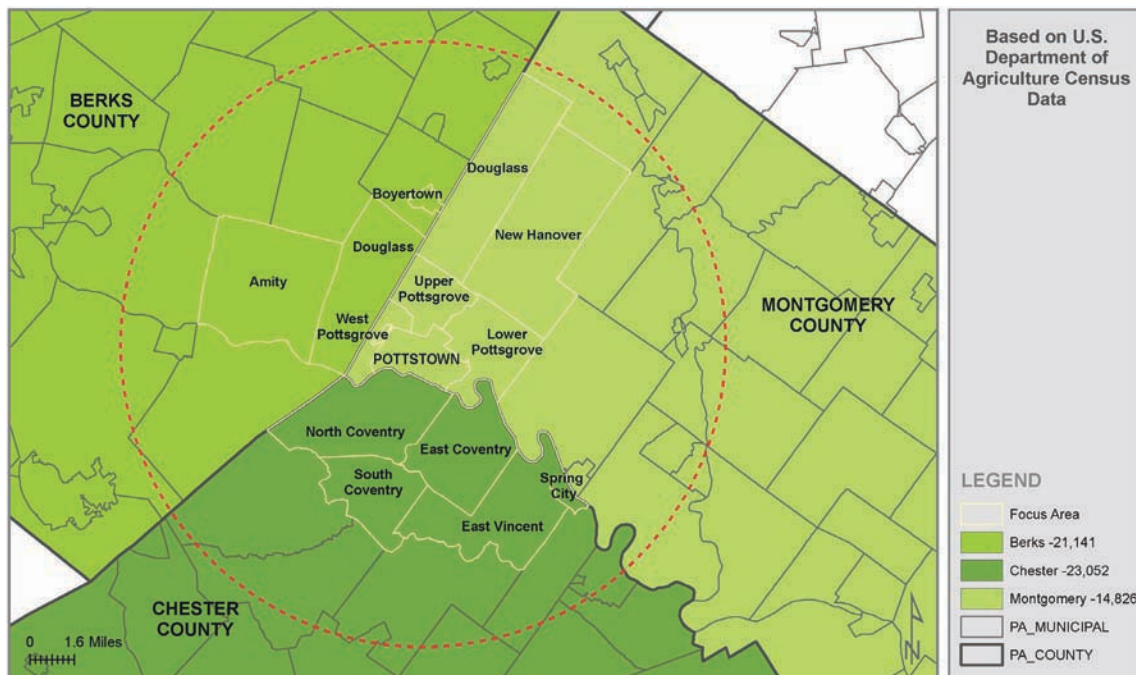 BERKS
COUNTY
Boyertown
Douglass
Douglass
New Hanover
Amity
Upper
Pottsgrove
West
Pottsgrove
Lower
Pottsgrove
POTTSTOWN
MONTGOMERY
COUNTY
North Coventry
East Coventry
South
Coventry
Spring
City
East Vincent
CHESTER
COUNTY
0 1.6 Miles
N
Based on U.S.
Department of
Agriculture Census
Data
LEGEND
Focus Area
Berks -21,141
Chester -23,052
Montgomery -14,826
PA_MUNICIPAL
PA_COUNTY